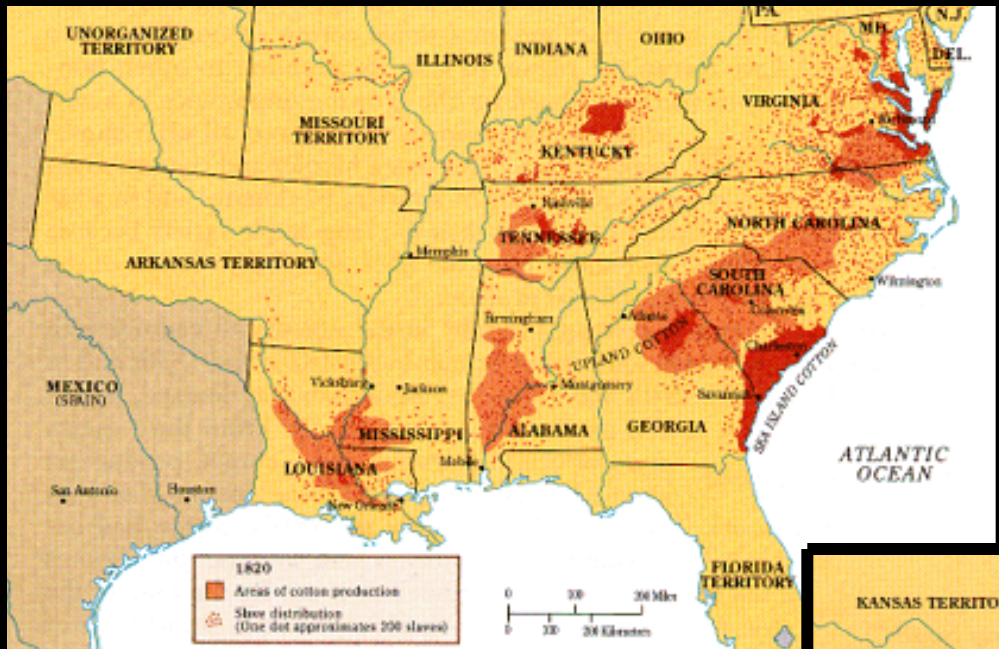 UNORGANIZED
TERRITORY
ILLINOIS
INDIANA
OHIO
PA.
N.J.
MD.
DEL.
MISSOURI
TERRITORY
VIRGINIA
Richmond
KENTUCKY
Nashville
TENNESSEE
NORTH CAROLINA
Memphis
ARKANSAS TERRITORY
SOUTH
CAROLINA
Wilmington
Columbia
Birmingham
Atlanta
UPLAND COTTON
Charleston
SEA ISLAND COTTON
MEXICO
(SPAIN)
Vicksburg
Jackson
Montgomery
Savannah
MISSISSIPPI
ALABAMA
GEORGIA
LOUISIANA
Mobile
ATLANTIC
OCEAN
San Antonio
Houston
New Orleans
1820
Areas of cotton production
Slave distribution
(One dot approximates 200 slaves)
0 100 200 Miles
0 100 200 Kilometers
FLORIDA
TERRITORY
KANSAS TERRITO